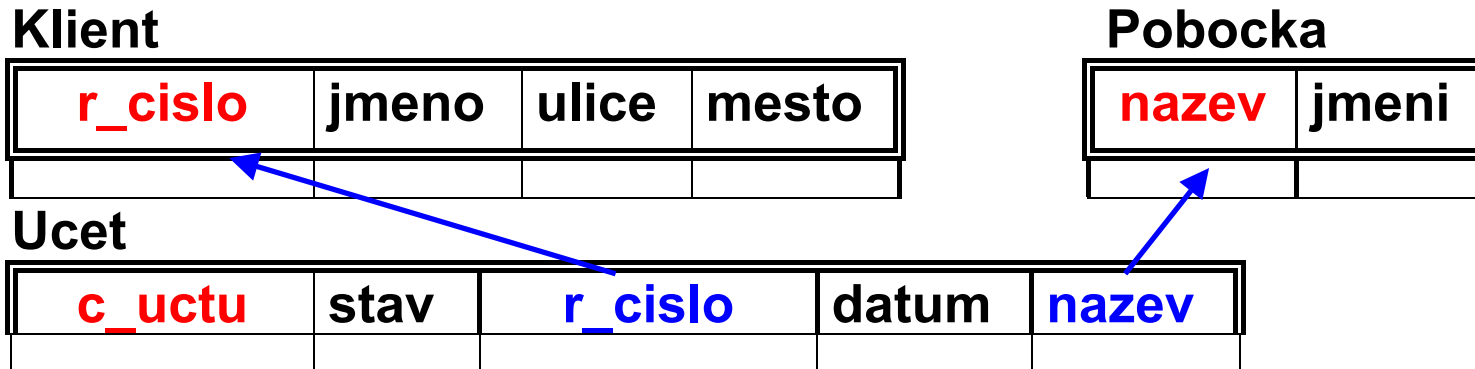 Klient Pobocka
r_cislo jmeno ulice mesto nazev jmeni
Ucet
c_uctu stav r_cislo datum nazev